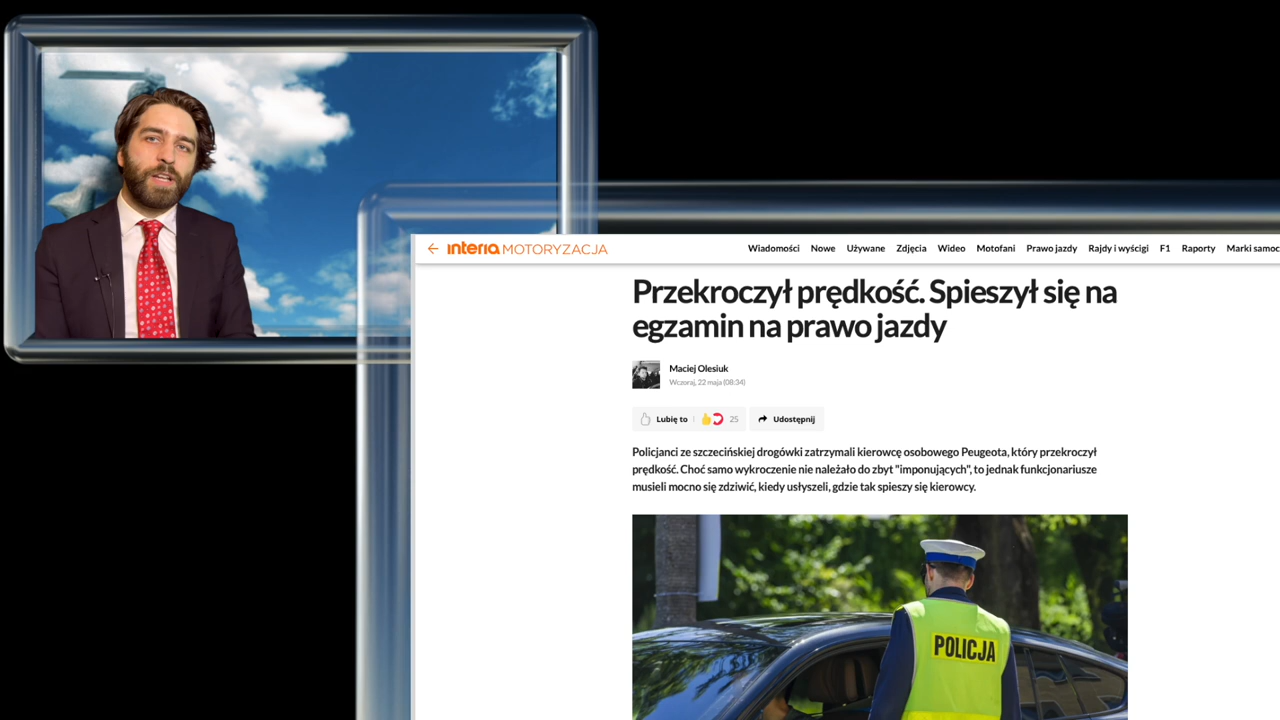 interia MOTORYZACJA
Wiadomości Nowe Używane Zdjęcia Wideo Motofani Prawo jazdy Rajdy i wyścigi F1 Raporty Marki samoc
Przekroczył prędkość. Spieszył się na
egzamin na prawo jazdy
Maciej Olesiuk
Wczoraj, 22 maja (08:34)
Lubię to 25 Udostępnij
Policjanci ze szczecińskiej drogówki zatrzymali kierowcę osobowego Peugeota, który przekroczył
prędkość. Choć samo wykroczenie nie należało do zbyt "imponujących", to jednak funkcjonariusze
musieli mocno się zdziwić, kiedy usłyszeli, gdzie tak spieszy się kierowcy.
POLICJA